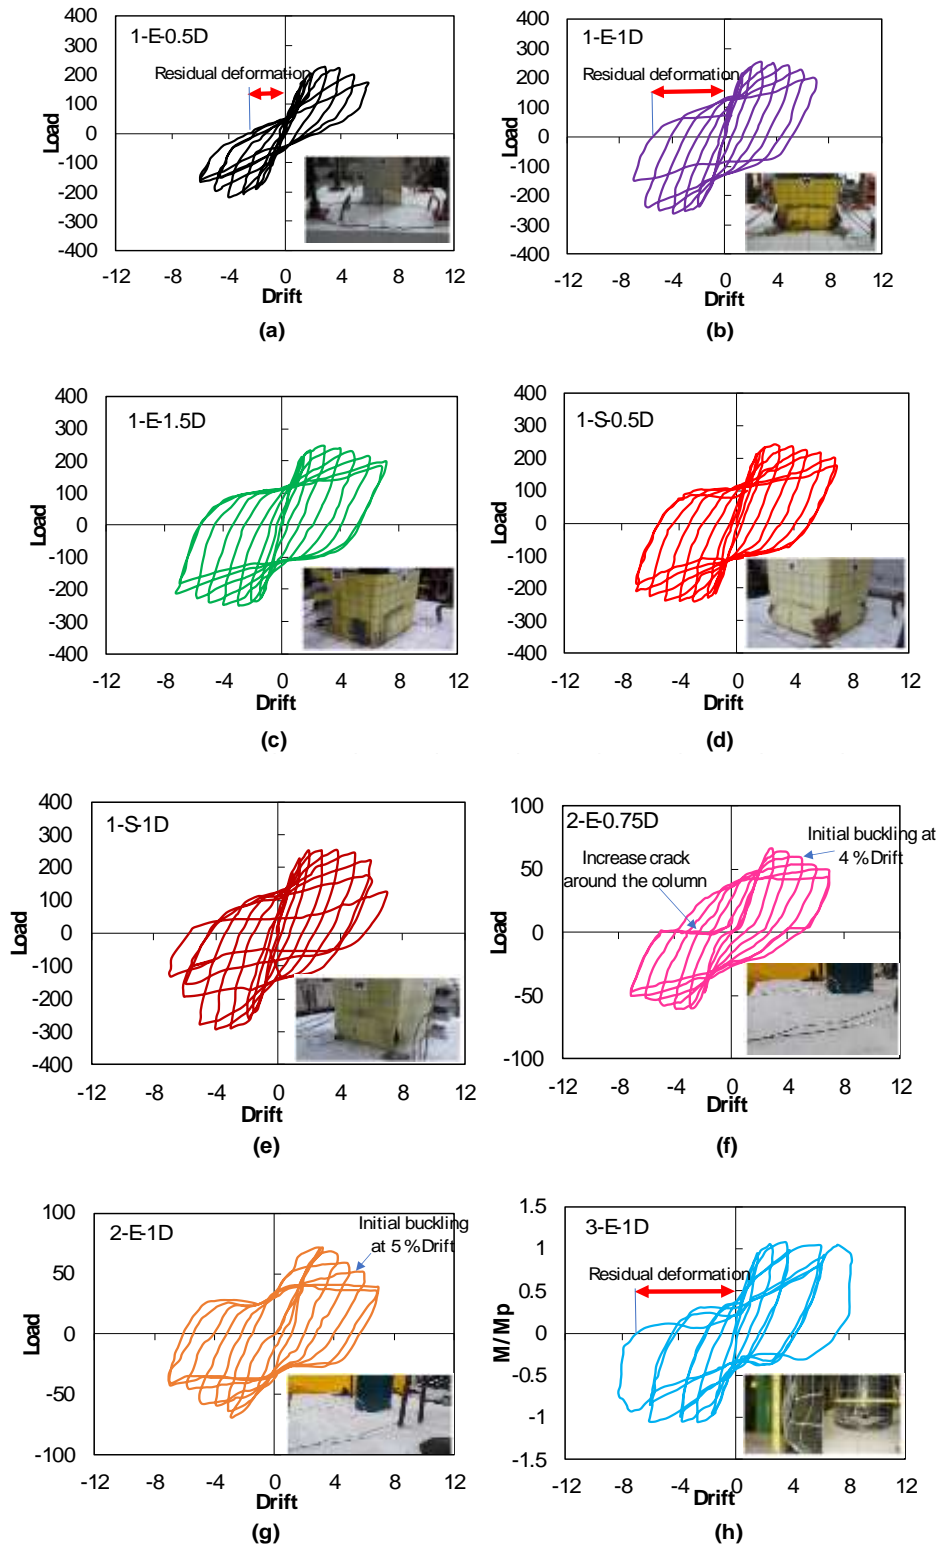 1-E-0.5D
Residual deformation
Load
400
300
200
100
0
-100
-200
-300
-400
-12 -8 -4 0 4 8 12
Drift
(a)
1-E-1D
Residual deformation
Load
400
300
200
100
0
-100
-200
-300
-400
-12 -8 -4 0 4 8 12
Drift
(b)
1-E-1.5D
Load
400
300
200
100
0
-100
-200
-300
-400
-12 -8 -4 0 4 8 12
Drift
(c)
1-S-0.5D
Load
400
300
200
100
0
-100
-200
-300
-400
-12 -8 -4 0 4 8 12
Drift
(d)
1-S-1D
Load
400
300
200
100
0
-100
-200
-300
-400
-12 -8 -4 0 4 8 12
Drift
(e)
2-E-0.75D
Increase crack
around the column
Initial buckling at
4 % Drift
Load
100
50
0
-50
-100
-12 -8 -4 0 4 8 12
Drift
(f)
2-E-1D
Initial buckling
at 5 % Drift
Load
100
50
0
-50
-100
-12 -8 -4 0 4 8 12
Drift
(g)
3-E-1D
Residual deformation
M/Mp
1.5
1
0.5
0
-0.5
-1
-1.5
-12 -8 -4 0 4 8 12
Drift
(h)